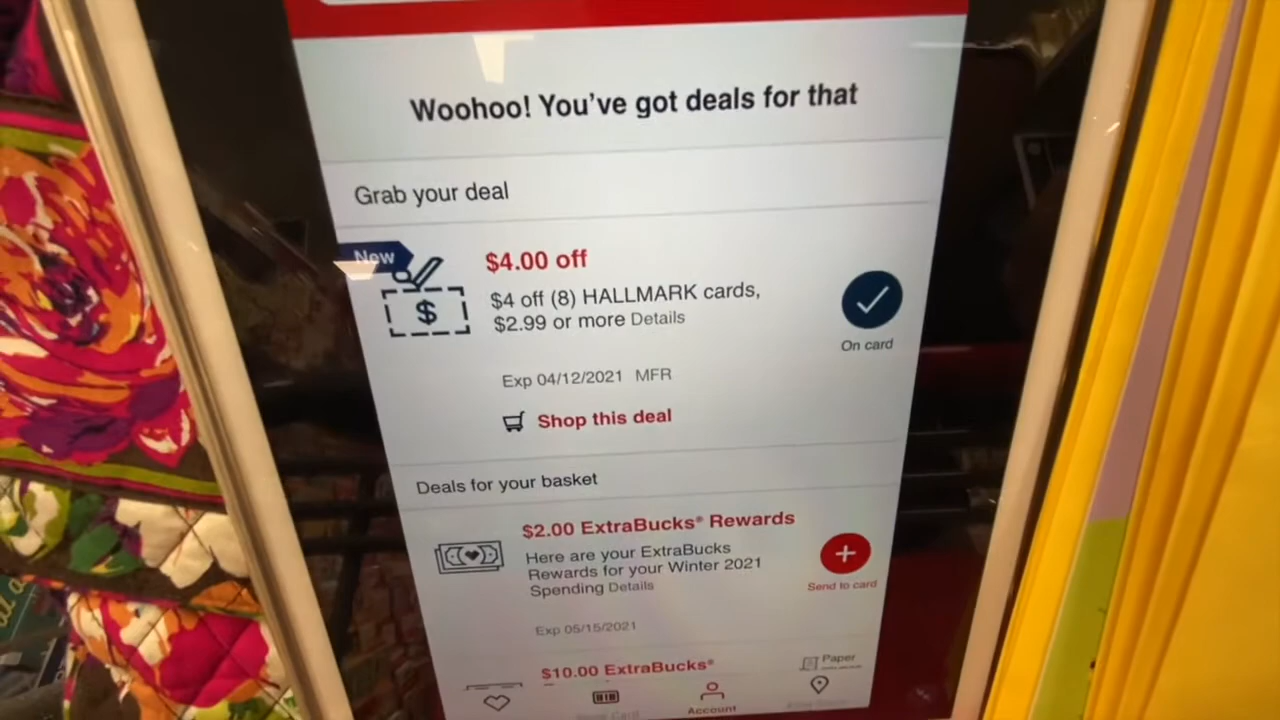 Woohoo! You've got deals for that
Grab your deal
New
$4.00 off
$
$4 off (8) HALLMARK cards,
$2.99 or more Details
On card
Exp 04/12/2021 MFR
Shop this deal
Deals for your basket
$2.00 ExtraBucks® Rewards
Here are your ExtraBucks
Rewards for your Winter 2021
Spending Details
Send to card
Exp 05/15/2021
$10.00 ExtraBucks®
Paper
Account